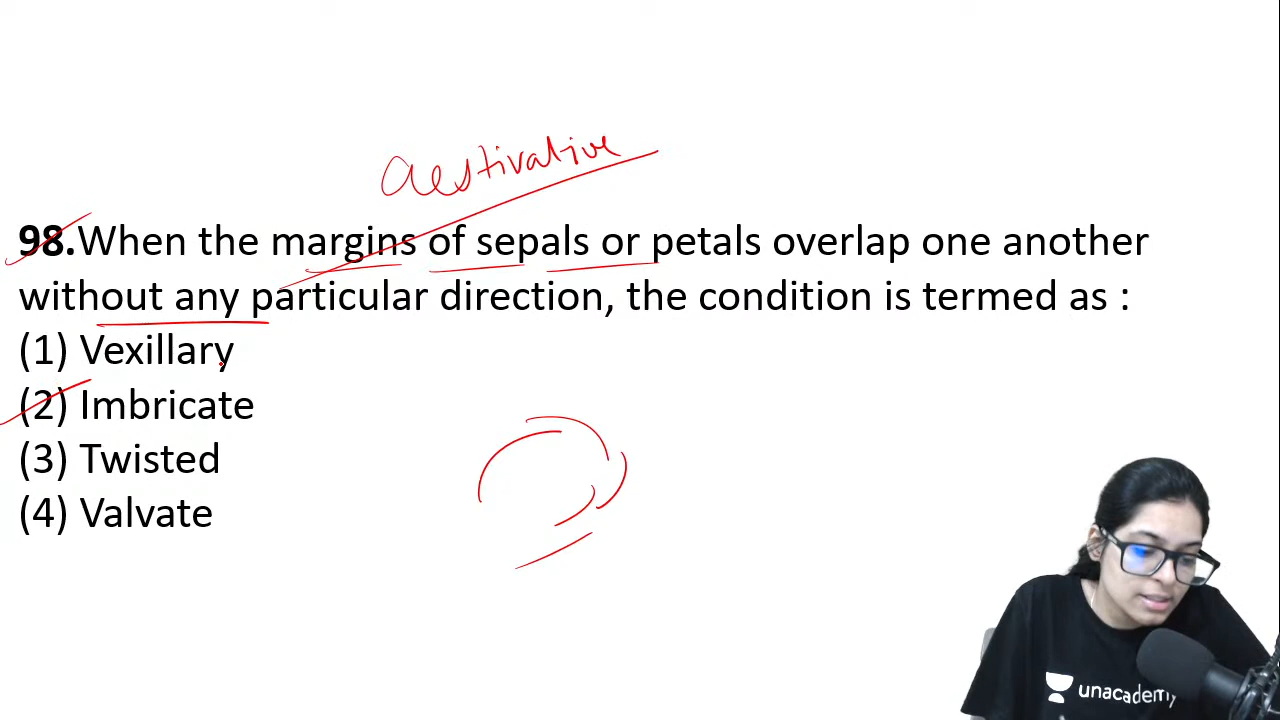 aestivative
98.When the margins of sepals or petals overlap one another
without any particular direction, the condition is termed as :
(1) Vexillary
(2) Imbricate
(3) Twisted
(4) Valvate
unacademy